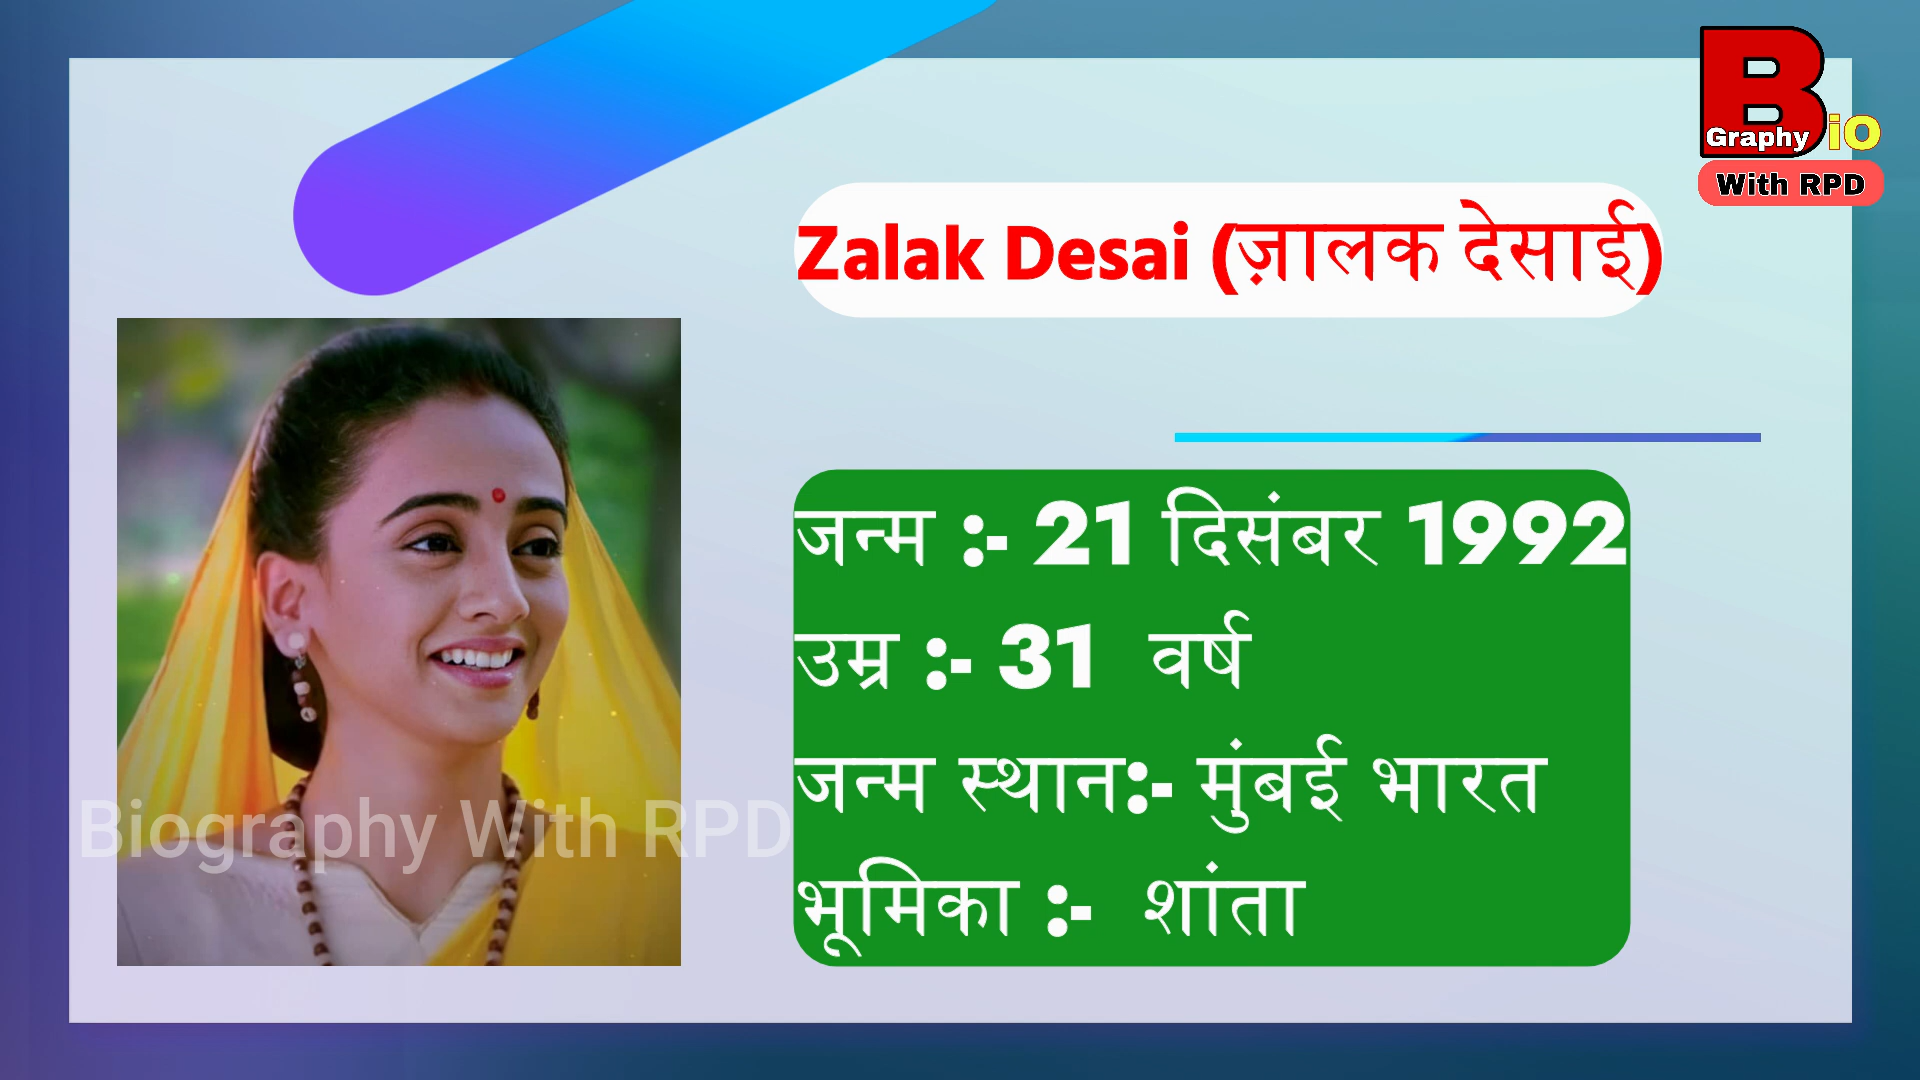 B
Graphy iO
With RPD
Zalak Desai (ज़ालक देसाई)
जन्म :- 21 दिसंबर 1992
उम्र :- 31 वर्ष
जन्म स्थान:- मुंबई भारत
भूमिका :- शांता
Biography With RPD